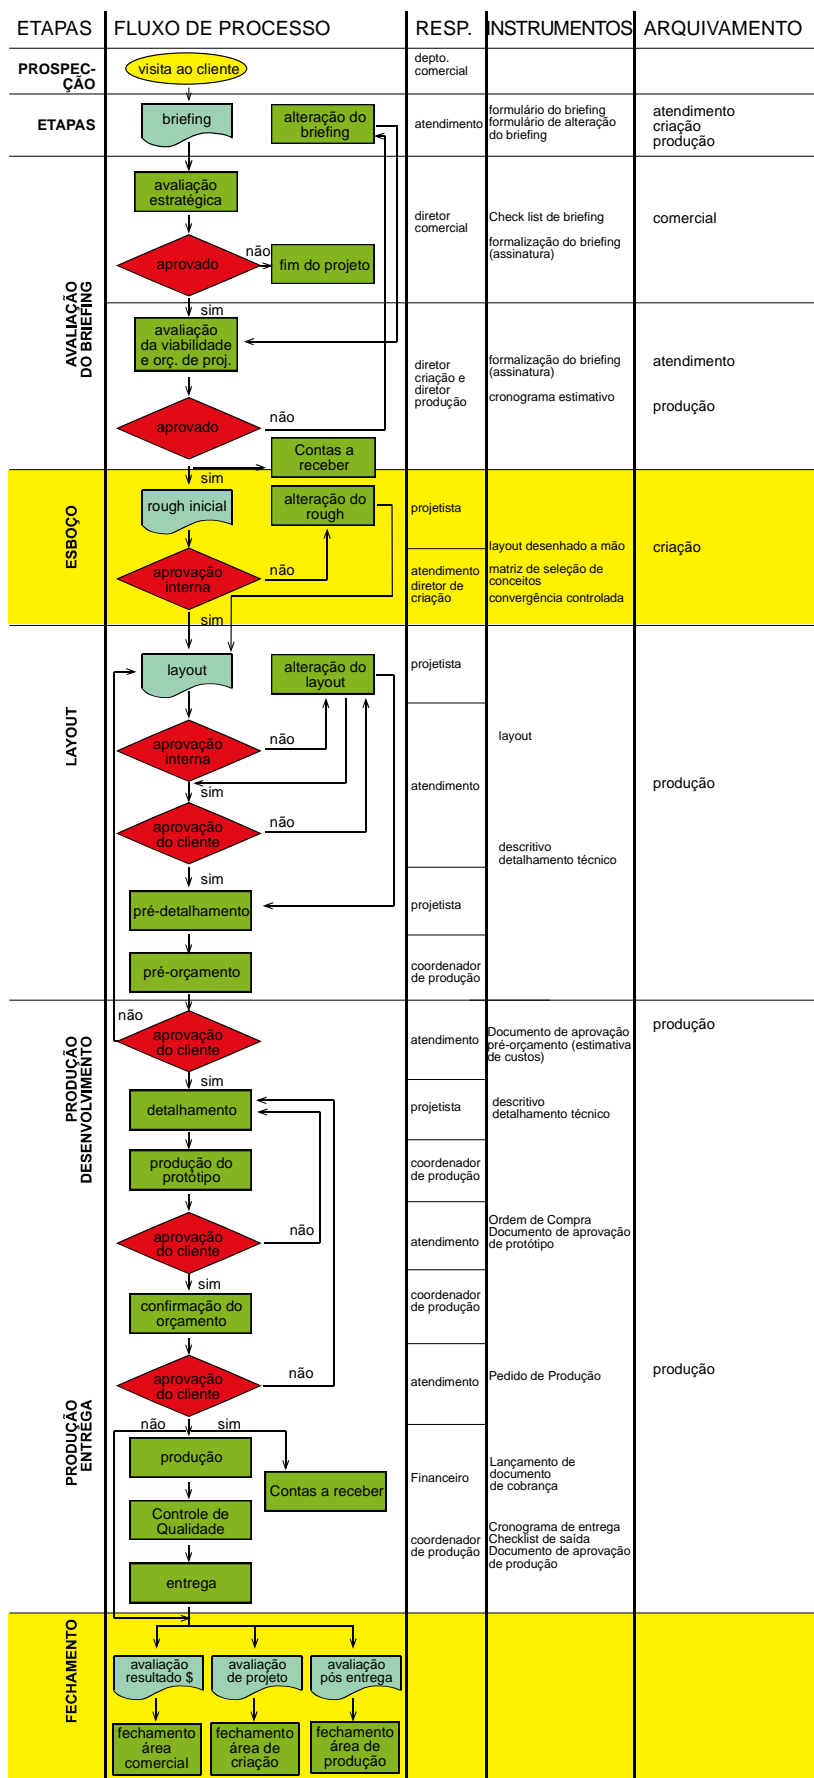 ETAPAS
FLUXO DE PROCESSO
RESP.
INSTRUMENTOS
ARQUIVAMENTO
PROSPEC-
ÇÃO
visita ao cliente
depto.
comercial
ETAPAS
briefing
alteração do
briefing
atendimento
formulário do briefing
formulário de alteração
do briefing
atendimento
criação
produção
AVALIAÇÃO
DO BRIEFING
avaliação
estratégica
aprovado
não
fim do projeto
sim
diretor
comercial
Check list de briefing
formalização do briefing
(assinatura)
comercial
avaliação
da viabilidade
e orç. de proj.
aprovado
não
Contas a
receber
sim
diretor
criação e
diretor
produção
formalização do briefing
(assinatura)
cronograma estimativo
atendimento
produção
ESBOÇO
rough inicial
alteração do
rough
aprovação
interna
não
sim
projetista
atendimento
diretor de
criação
layout desenhado a mão
matriz de seleção de
conceitos
convergência controlada
criação
LAYOUT
layout
alteração do
layout
aprovação
interna
não
sim
aprovação
do cliente
não
sim
pré-detalhamento
pré-orçamento
projetista
atendimento
projetista
coordenador
de produção
layout
descritivo
detalhamento técnico
produção
PRODUÇÃO
DESENVOLVIMENTO
não
aprovação
do cliente
sim
detalhamento
produção do
protótipo
aprovação
do cliente
não
sim
confirmação do
orçamento
aprovação
do cliente
não
atendimento
projetista
coordenador
de produção
atendimento
coordenador
de produção
atendimento
Documento de aprovação
pré-orçamento (estimativa
de custos)
descritivo
detalhamento técnico
Ordem de Compra
Documento de aprovação
de protótipo
Pedido de Produção
produção
produção
PRODUÇÃO
ENTREGA
não
sim
produção
Contas a receber
Controle de
Qualidade
entrega
Financeiro
coordenador
de produção
Lançamento de
documento
de cobrança
Cronograma de entrega
Checklist de saída
Documento de aprovação
de produção
FECHAMENTO
avaliação
resultado $
avaliação
de projeto
avaliação
pós entrega
fechamento
área
comercial
fechamento
área de
criação
fechamento
área de
produção